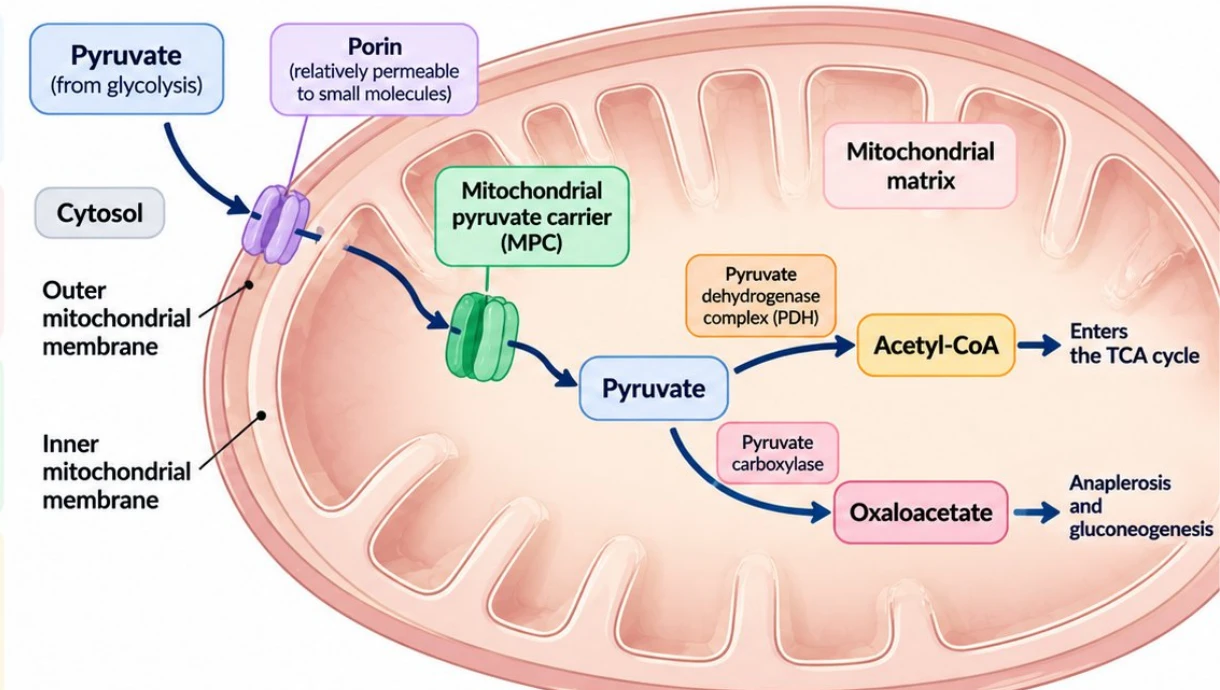 Pyruvate
(from glycolysis)
Porin
(relatively permeable
to small molecules)
Cytosol
Outer
mitochondrial
membrane
Inner
mitochondrial
membrane
Mitochondrial
pyruvate carrier
(MPC)
Mitochondrial
matrix
Pyruvate
Pyruvate
dehydrogenase
complex (PDH)
Acetyl-CoA
Enters
the TCA cycle
Pyruvate
carboxylase
Oxaloacetate
Anaplerosis
and
gluconeogenesis